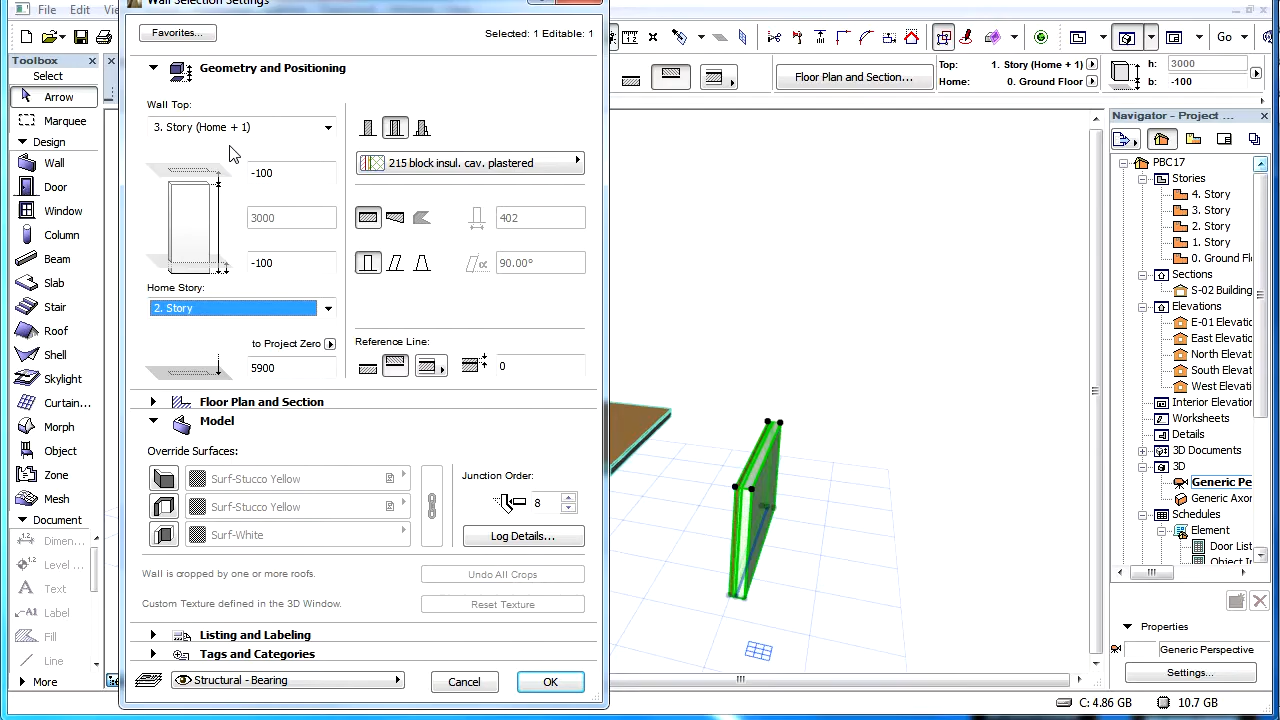 Wall Selection Settings
File
Edit
Vi
Go
Toolbox
Select
Arrow
Marquee
Design
Wall
Door
Window
Column
Beam
Slab
Stair
Roof
Shell
Skylight
Curtain...
Morph
Object
Zone
Mesh
Document
Dimen...
Level ...
Text
Label
Fill
Line
More
Favorites...
Selected: 1 Editable: 1
Geometry and Positioning
Wall Top:
3. Story (Home + 1)
-100
3000
-100
Home Story:
2. Story
to Project Zero
5900
215 block insul. cav. plastered
402
90.00°
Reference Line:
0
Floor Plan and Section
Model
Override Surfaces:
Surf-Stucco Yellow
Surf-Stucco Yellow
Surf-White
Junction Order:
8
Log Details...
Wall is cropped by one or more roofs.
Undo All Crops
Custom Texture defined in the 3D Window.
Reset Texture
Listing and Labeling
Tags and Categories
Structural - Bearing
Cancel
OK
Floor Plan and Section...
Top:
1. Story (Home + 1)
Home:
0. Ground Floor
h:
3000
b:
-100
Navigator - Project ...
PBC17
Stories
4. Story
3. Story
2. Story
1. Story
0. Ground Fl
Sections
S-02 Building
Elevations
E-01 Elevatio
East Elevatio
North Elevati
South Elevati
West Elevati
Interior Elevatio
Worksheets
Details
3D Documents
3D
Generic Pe
Generic Axon
Schedules
Element
Door List
Object In
Properties
Generic Perspective
Settings...
C: 4.86 GB
10.7 GB